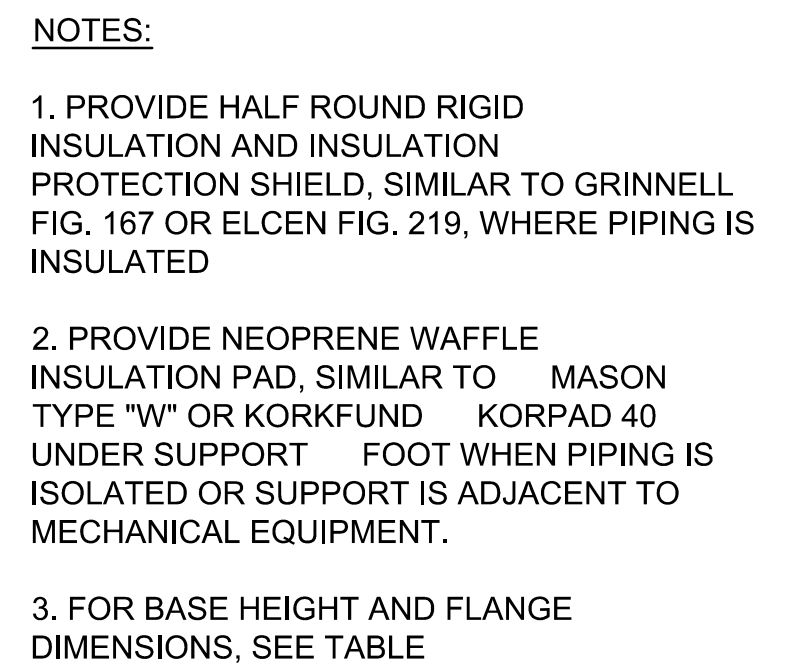 NOTES:
1. PROVIDE HALF ROUND RIGID
INSULATION AND INSULATION
PROTECTION SHIELD, SIMILAR TO GRINNELL
FIG. 167 OR ELCEN FIG. 219, WHERE PIPING IS
INSULATED
2. PROVIDE NEOPRENE WAFFLE
INSULATION PAD, SIMILAR TO MASON
TYPE "W" OR KORKFUND KORPAD 40
UNDER SUPPORT FOOT WHEN PIPING IS
ISOLATED OR SUPPORT IS ADJACENT TO
MECHANICAL EQUIPMENT.
3. FOR BASE HEIGHT AND FLANGE
DIMENSIONS, SEE TABLE